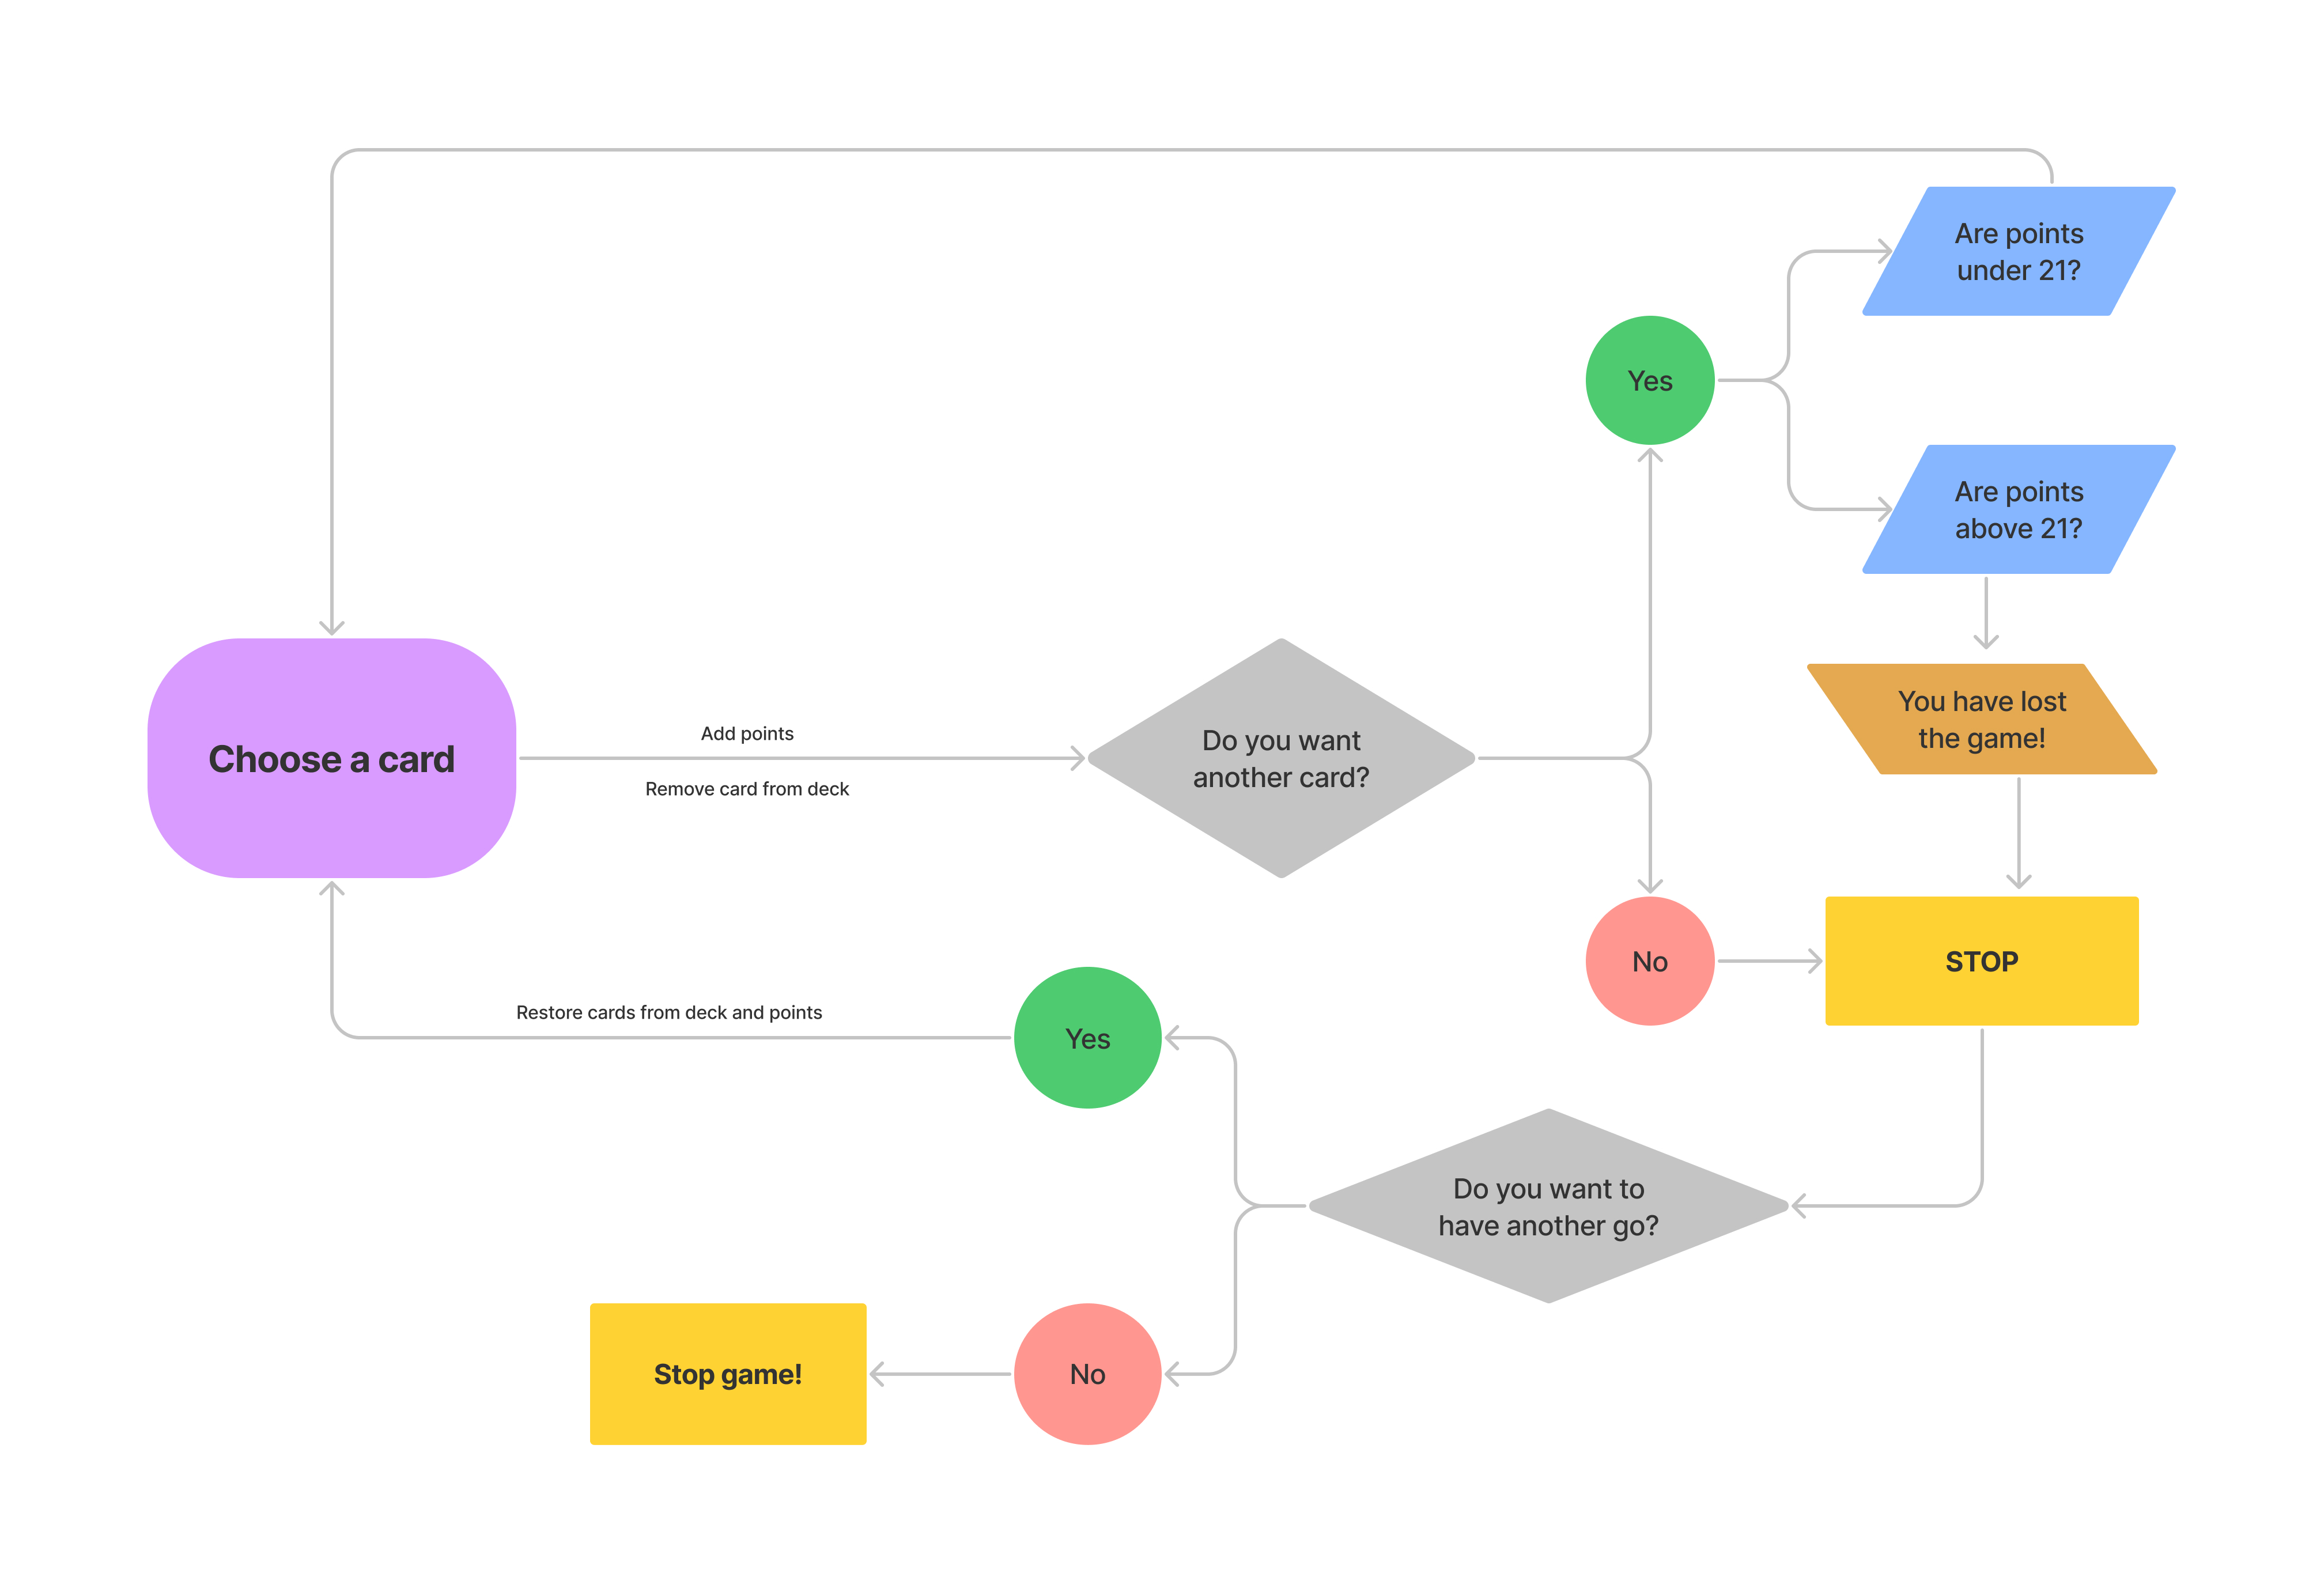 Are points
under 21?
Yes
Are points
above 21?
You have lost
the game!
Choose a card
Add points
Remove card from deck
Do you want
another card?
No
STOP
Restore cards from deck and points
Yes
Do you want to
have another go?
Stop game!
No